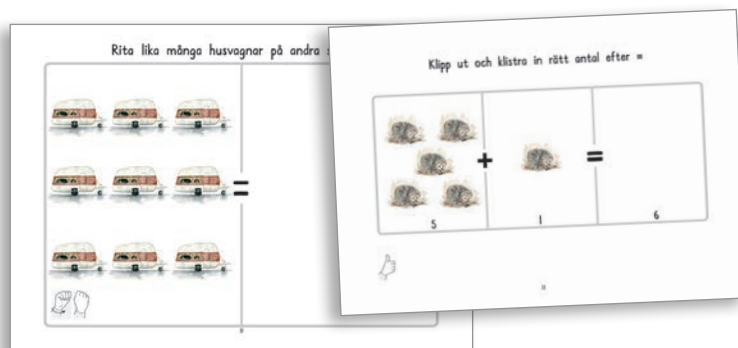 Rita lika många husvagnar på andra
=
Klipp ut och klistra in rätt antal efter =
+ =
5 1 6